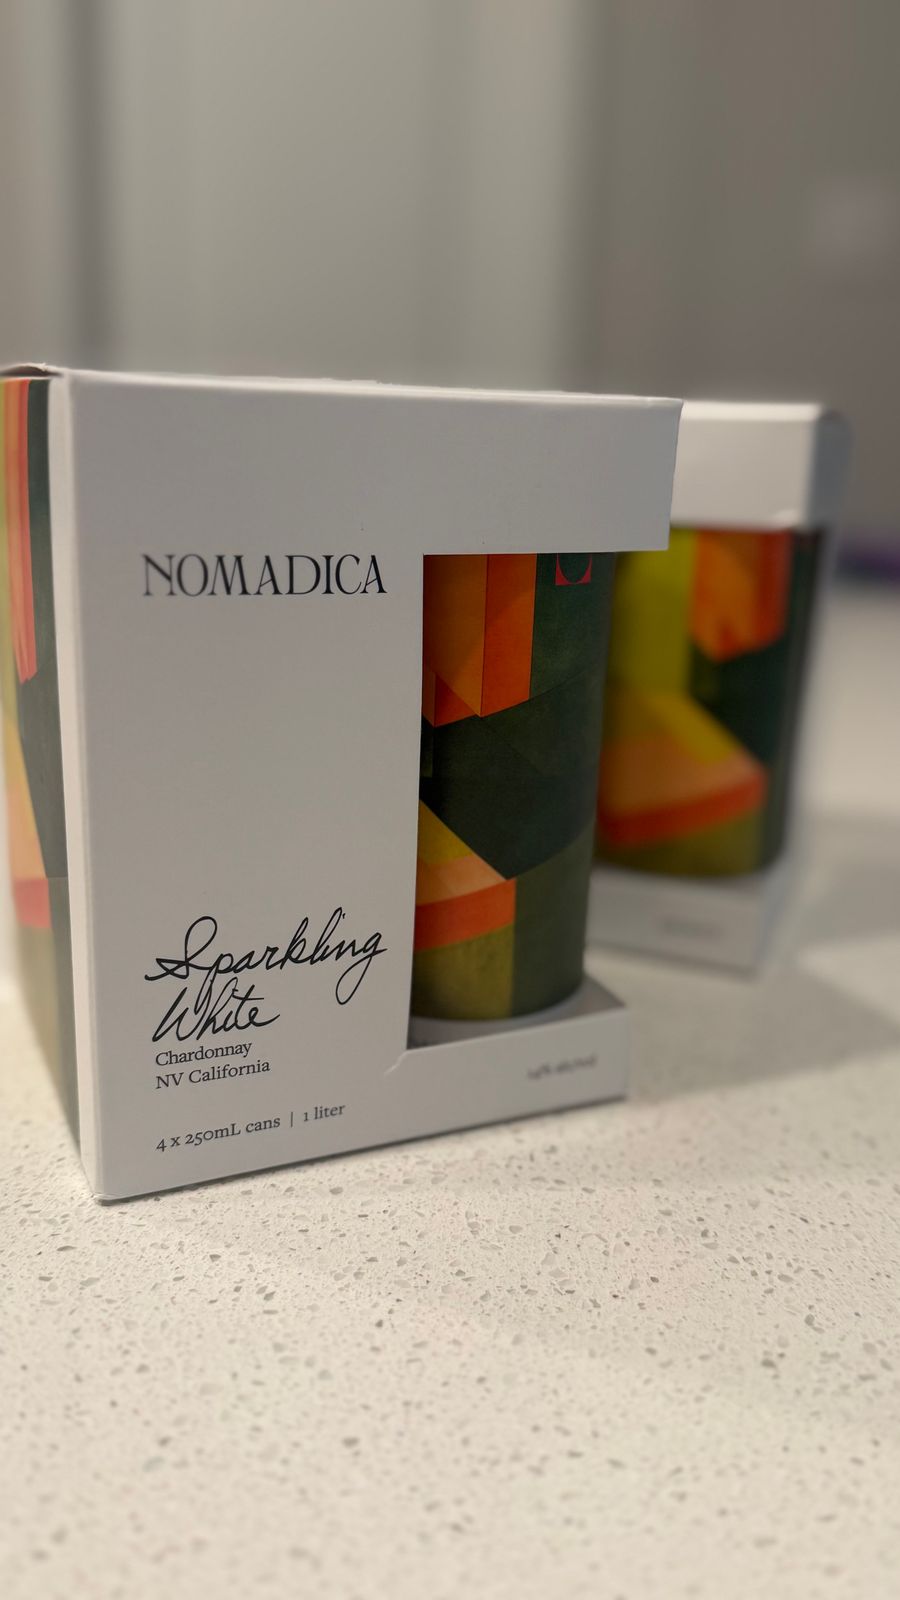 NOMADICA
Sparkling
White
Chardonnay
NV California
4 x 250mL cans | 1 liter